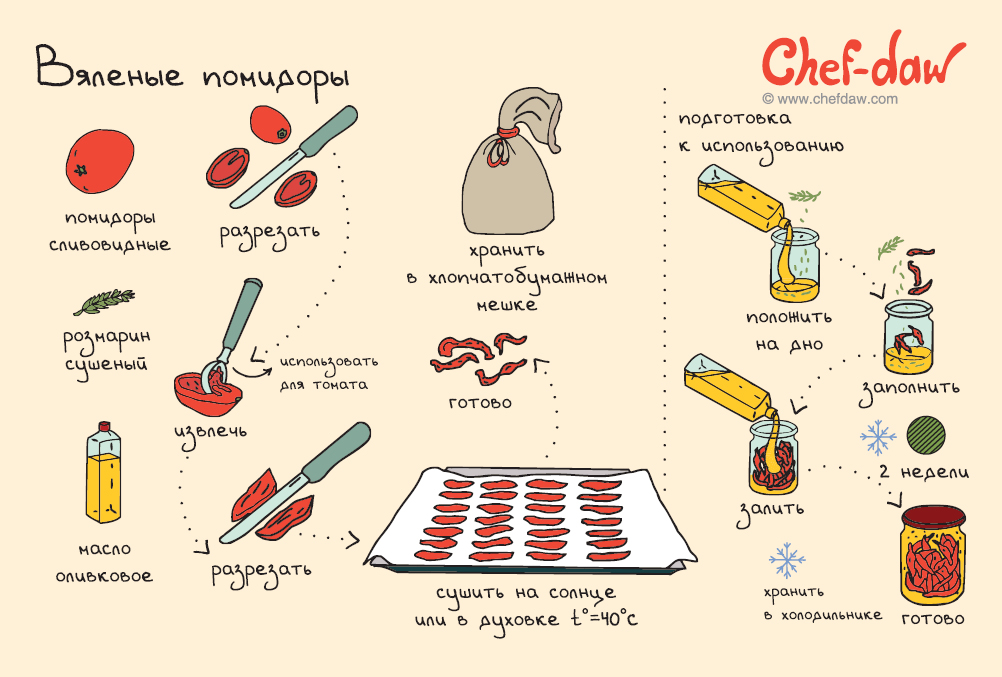 Вяленые помидоры
Chef-daw
© www.chefdaw.com
помидоры
сливовидные
разрезать
розмарин
сушеный
использовать
для томата
извлечь
масло
оливковое
разрезать
хранить
в хлопчатобумажном
мешке
готово
сушить на солнце
или в духовке t°=40°c
подготовка
к использованию
положить
на дно
заполнить
залить
2 недели
хранить
в холодильнике
готово